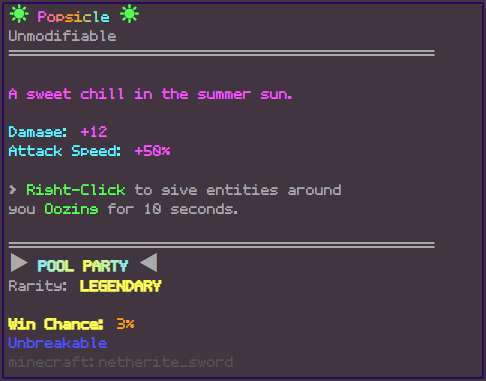 ☀ Popsicle ☀
Unmodifiable
A sweet chill in the summer sun.
Damage: +12
Attack Speed: +50%
> Right-Click to give entities around
you Oozing for 10 seconds.
▶ POOL PARTY ◀
Rarity: LEGENDARY
Win Chance: 3%
Unbreakable
minecraft:netherite_sword